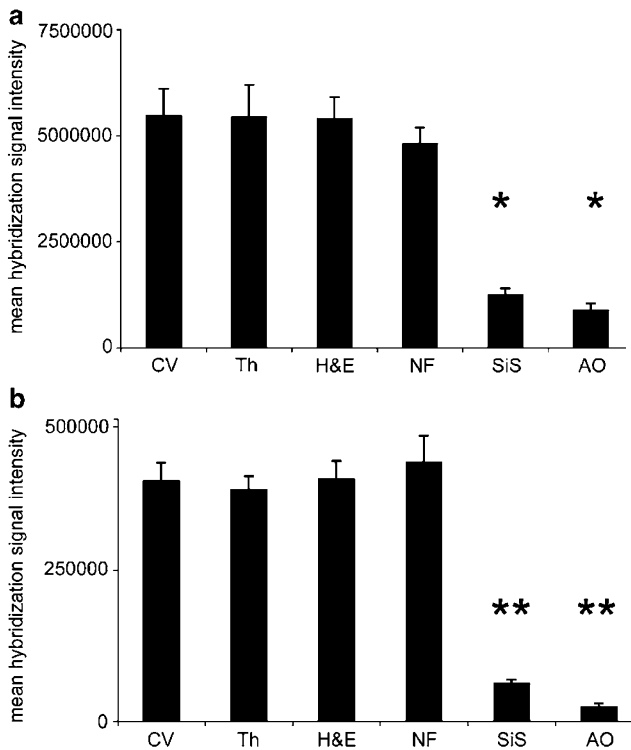 a
mean hybridization signal intensity
7500000
5000000
2500000
0
CV Th H&E NF SiS AO
* *
b
mean hybridization signal intensity
500000
250000
0
CV Th H&E NF SiS AO
** **